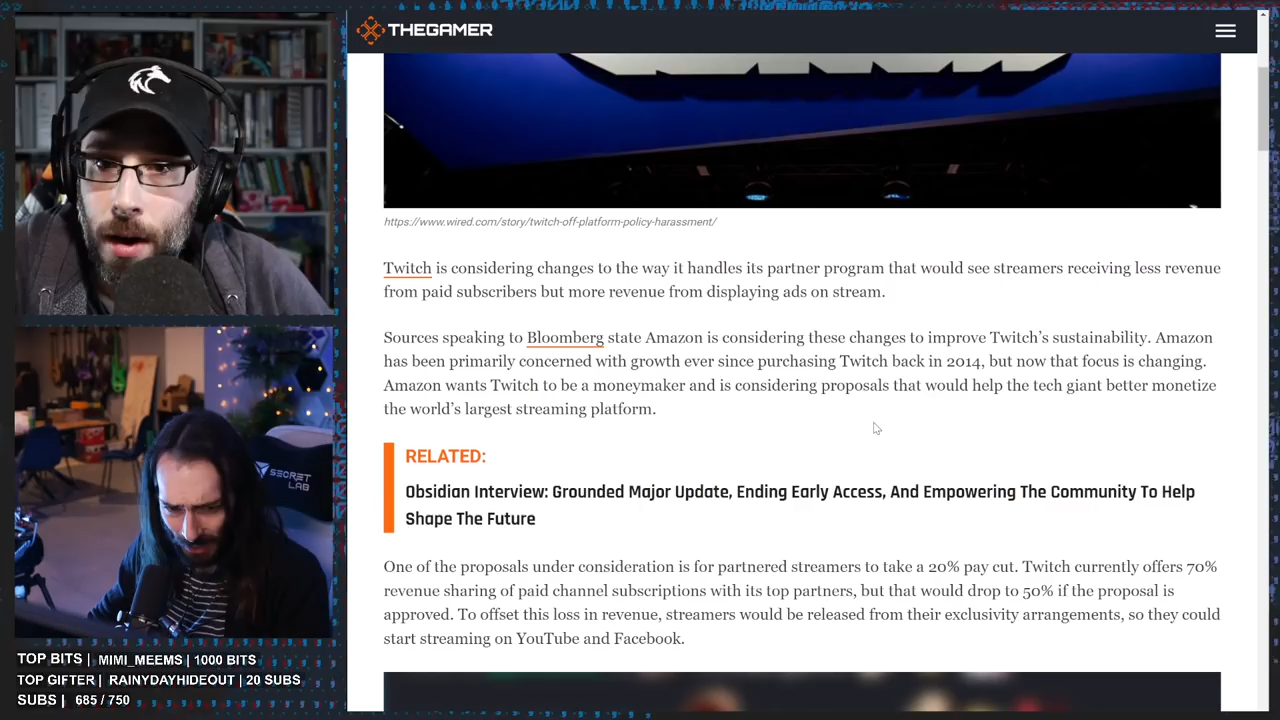 THEGAMER
https://www.wired.com/story/twitch-off-platform-policy-harassment/
Twitch is considering changes to the way it handles its partner program that would see streamers receiving less revenue
from paid subscribers but more revenue from displaying ads on stream.
Sources speaking to Bloomberg state Amazon is considering these changes to improve Twitch's sustainability. Amazon
has been primarily concerned with growth ever since purchasing Twitch back in 2014, but now that focus is changing.
Amazon wants Twitch to be a moneymaker and is considering proposals that would help the tech giant better monetize
the world's largest streaming platform.
RELATED:
Obsidian Interview: Grounded Major Update, Ending Early Access, And Empowering The Community To Help
Shape The Future
One of the proposals under consideration is for partnered streamers to take a 20% pay cut. Twitch currently offers 70%
revenue sharing of paid channel subscriptions with its top partners, but that would drop to 50% if the proposal is
approved. To offset this loss in revenue, streamers would be released from their exclusivity arrangements, so they could
start streaming on YouTube and Facebook.
SECRET
LAB
TOP BITS | MIMI_MEEMS | 1000 BITS
TOP GIFTER | RAINYDAYHIDEOUT | 20 SUBS
SUBS | 685 / 750